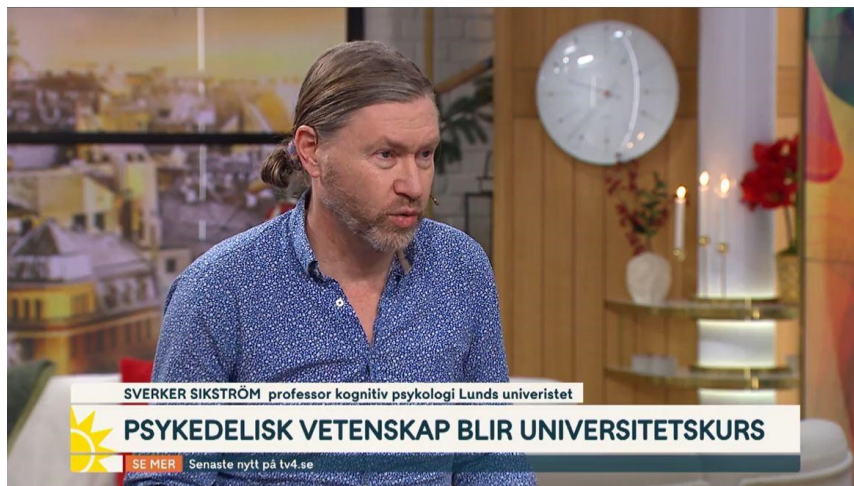 SVERKER SIKSTRÖM professor kognitiv psykologi Lunds univeristet
PSYKEDELISK VETENSKAP BLIR UNIVERSITETSKURS
SE MER Senaste nytt på tv4.se